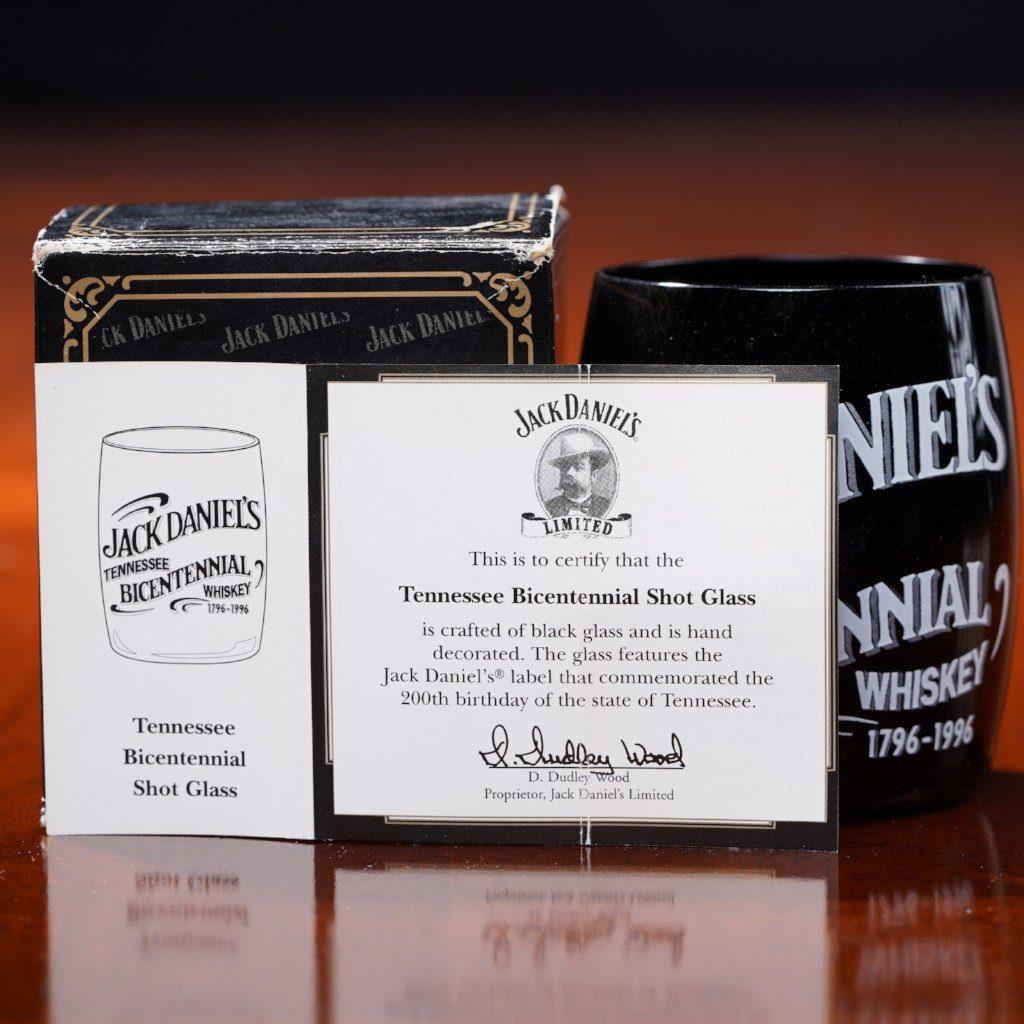 CK DANIEL'S JACK DANIEL'S JACK DANIEL'S
JACK DANIEL'S
TENNESSEE
BICENTENNIAL
WHISKEY
1796-1996
Tennessee
Bicentennial
Shot Glass
JACK DANIEL'S
LIMITED
This is to certify that the
Tennessee Bicentennial Shot Glass
is crafted of black glass and is hand
decorated. The glass features the
Jack Daniel's® label that commemorated the
200th birthday of the state of Tennessee.
D. Dudley Wood
D. Dudley Wood
Proprietor, Jack Daniel's Limited
NIEL'S
NNIAL
WHISKEY
1796-1996